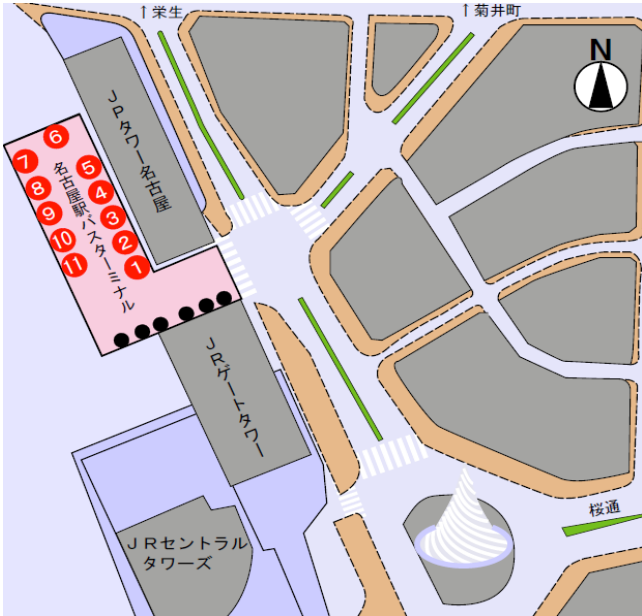 ↑栄生
↑菊井町
N
JPタワー名古屋
名古屋駅バスターミナル
6
7
5
8
4
9
3
10
2
11
1
JRゲートタワー
JRセントラル
タワーズ
桜通